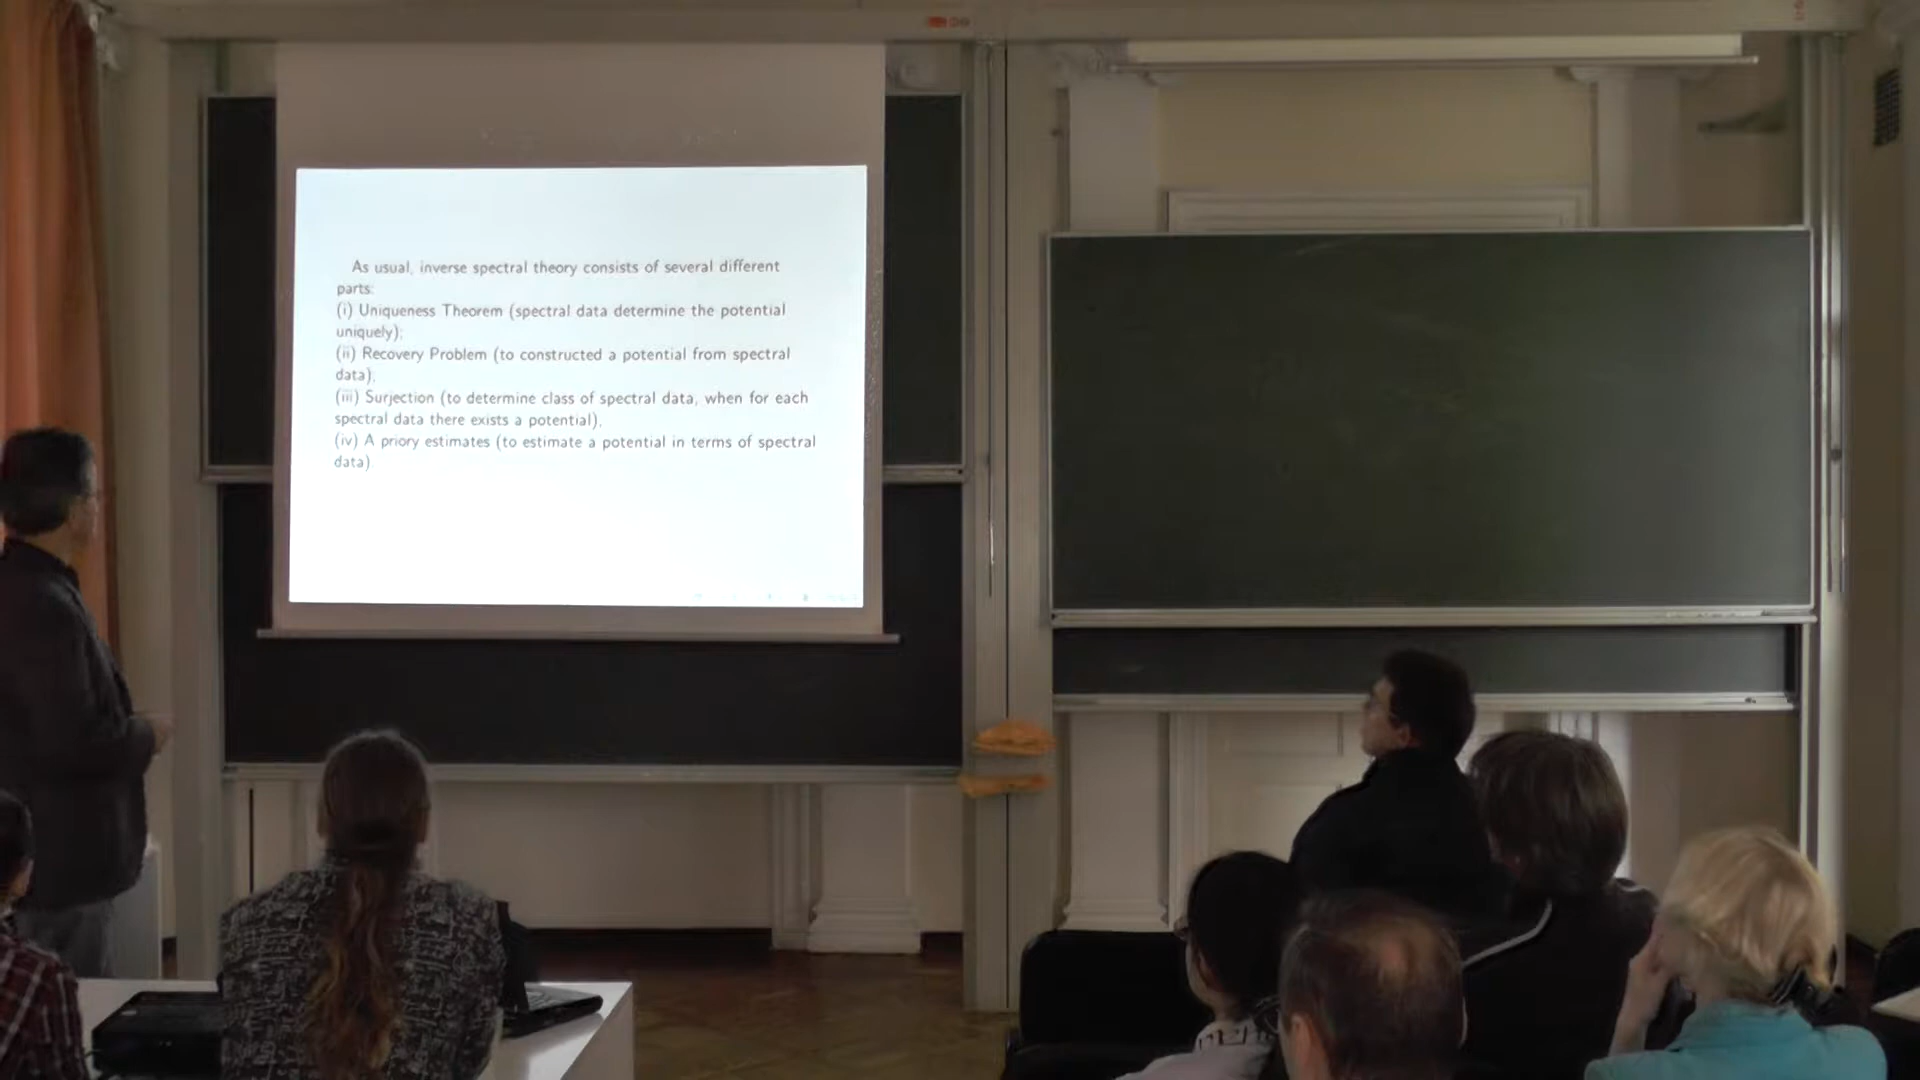 As usual, inverse spectral theory consists of several different
parts:
(i) Uniqueness Theorem (spectral data determine the potential
uniquely);
(ii) Recovery Problem (to constructed a potential from spectral
data),
(iii) Surjection (to determine class of spectral data, when for each
spectral data there exists a potential),
(iv) A priory estimates (to estimate a potential in terms of spectral
data).